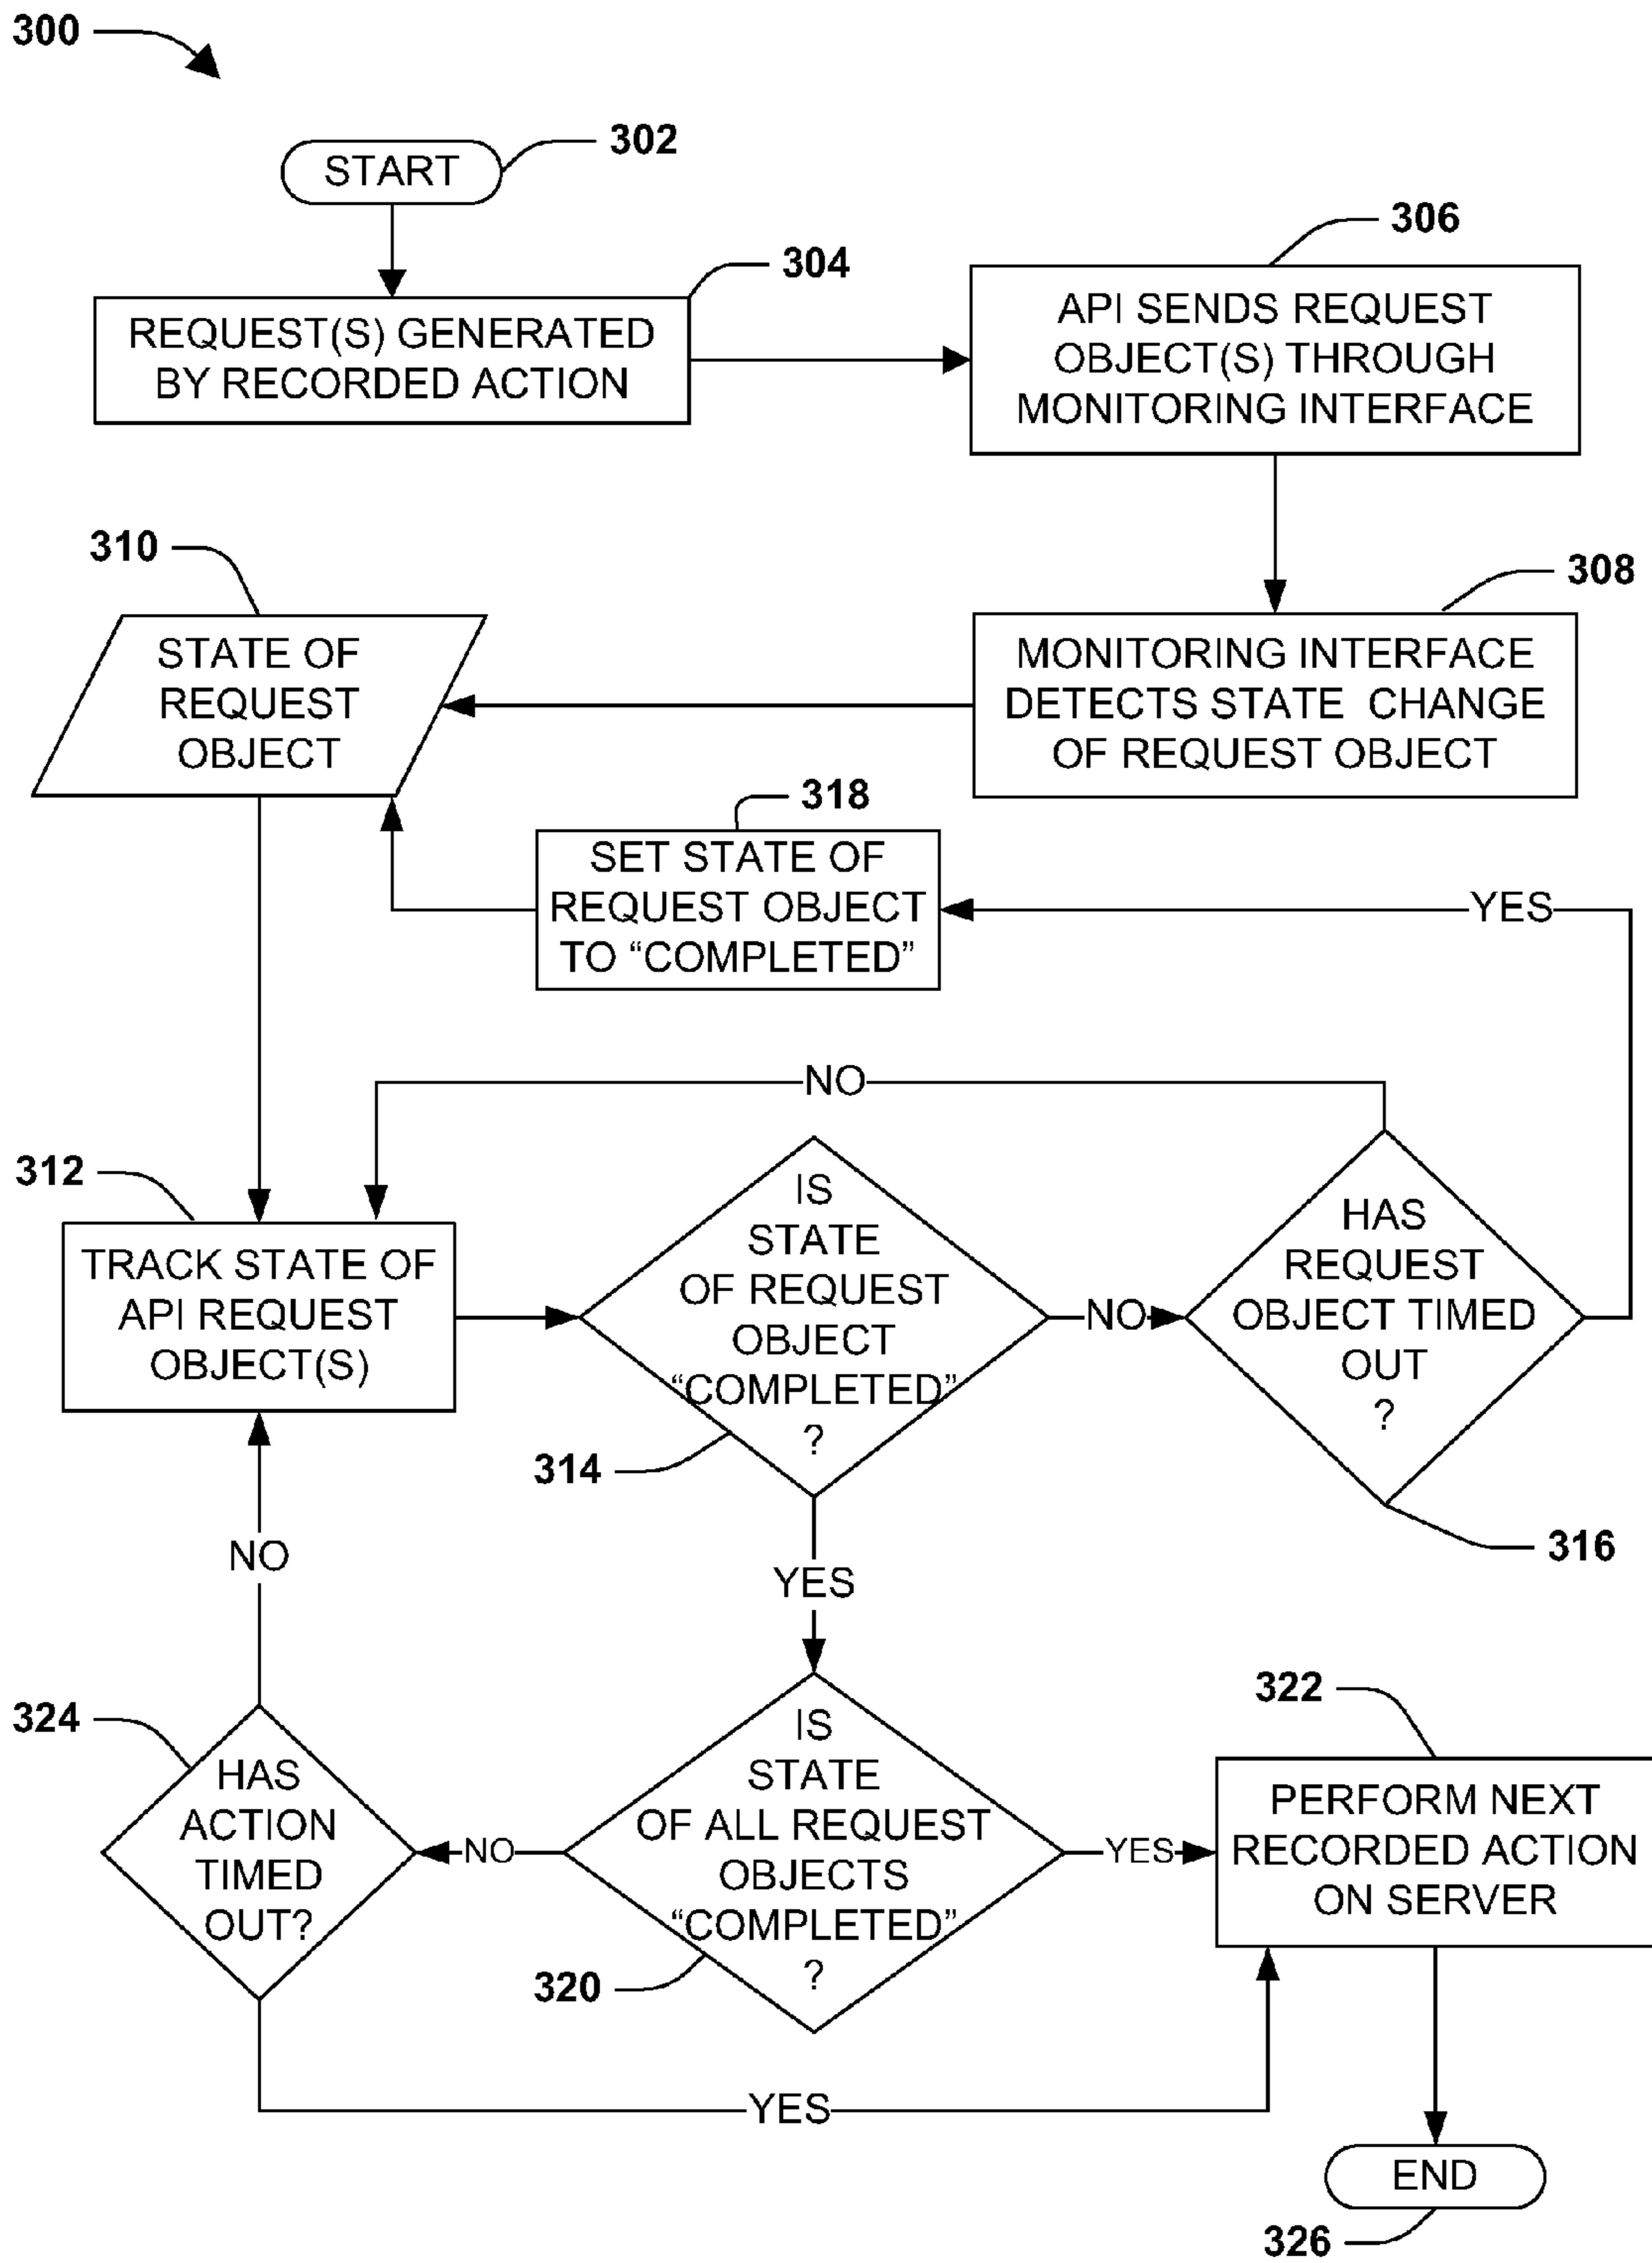 300
302
START
304
REQUEST(S) GENERATED
BY RECORDED ACTION
306
API SENDS REQUEST
OBJECT(S) THROUGH
MONITORING INTERFACE
308
MONITORING INTERFACE
DETECTS STATE CHANGE
OF REQUEST OBJECT
310
STATE OF
REQUEST
OBJECT
318
SET STATE OF
REQUEST OBJECT
TO “COMPLETED”
YES
NO
312
TRACK STATE OF
API REQUEST
OBJECT(S)
IS
STATE
OF REQUEST
OBJECT
“COMPLETED”
?
314
NO
HAS
REQUEST
OBJECT TIMED
OUT
?
316
NO
YES
324
HAS
ACTION
TIMED
OUT?
NO
IS
STATE
OF ALL REQUEST
OBJECTS
“COMPLETED”
?
320
YES
322
PERFORM NEXT
RECORDED ACTION
ON SERVER
YES
END
326